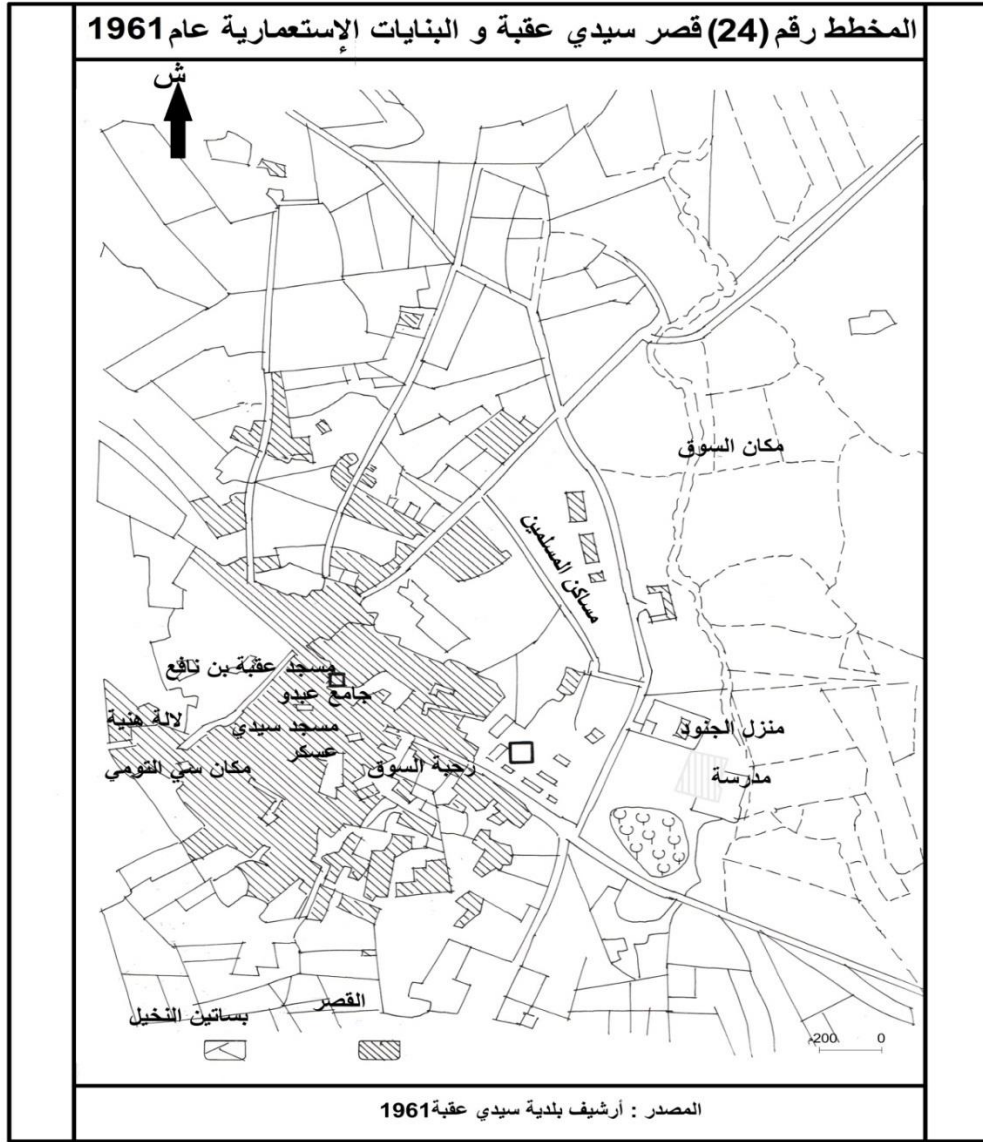 المخطط رقم (24) قصر سيدي عقبة و البنايات الإستعمارية عام 1961
ش
مكان السوق
مساكن المسلمين
مسجد عقبة بن نافع
جامع عبدو
لالة هنية
مسجد سيدي
عسكر
رحبة السوق
مكان سي التومي
منزل الجنود
مدرسة
القصر
بساتين النخيل
200 0
المصدر : أرشيف بلدية سيدي عقبة 1961